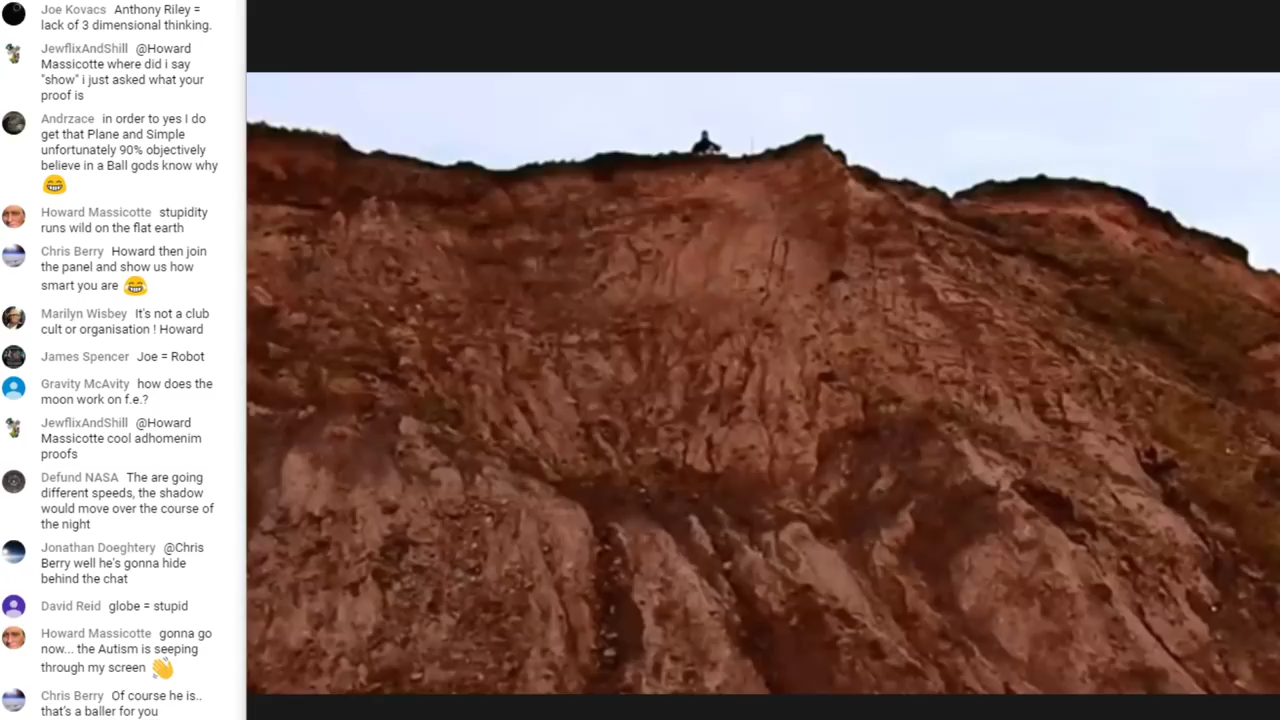 Joe Kovacs Anthony Riley =
lack of 3 dimensional thinking.
JewflixAndShill @Howard
Massicotte where did i say
"show" i just asked what your
proof is
Andrzace in order to yes I do
get that Plane and Simple
unfortunately 90% objectively
believe in a Ball gods know why
😂
Howard Massicotte stupidity
runs wild on the flat earth
Chris Berry Howard then join
the panel and show us how
smart you are 😂
Marilyn Wisbey It's not a club
cult or organisation ! Howard
James Spencer Joe = Robot
Gravity McAvity how does the
moon work on f.e.?
JewflixAndShill @Howard
Massicotte cool adhomenim
proofs
Defund NASA The are going
different speeds, the shadow
would move over the course of
the night
Jonathan Doeghtery @Chris
Berry well he's gonna hide
behind the chat
David Reid globe = stupid
Howard Massicotte gonna go
now... the Autism is seeping
through my screen 👋
Chris Berry Of course he is..
that's a baller for you